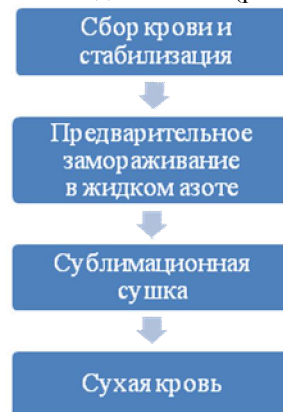 Сбор крови и
стабилизация
Предварительное
замораживание
в жидком азоте
Сублимационная
сушка
Сухая кровь